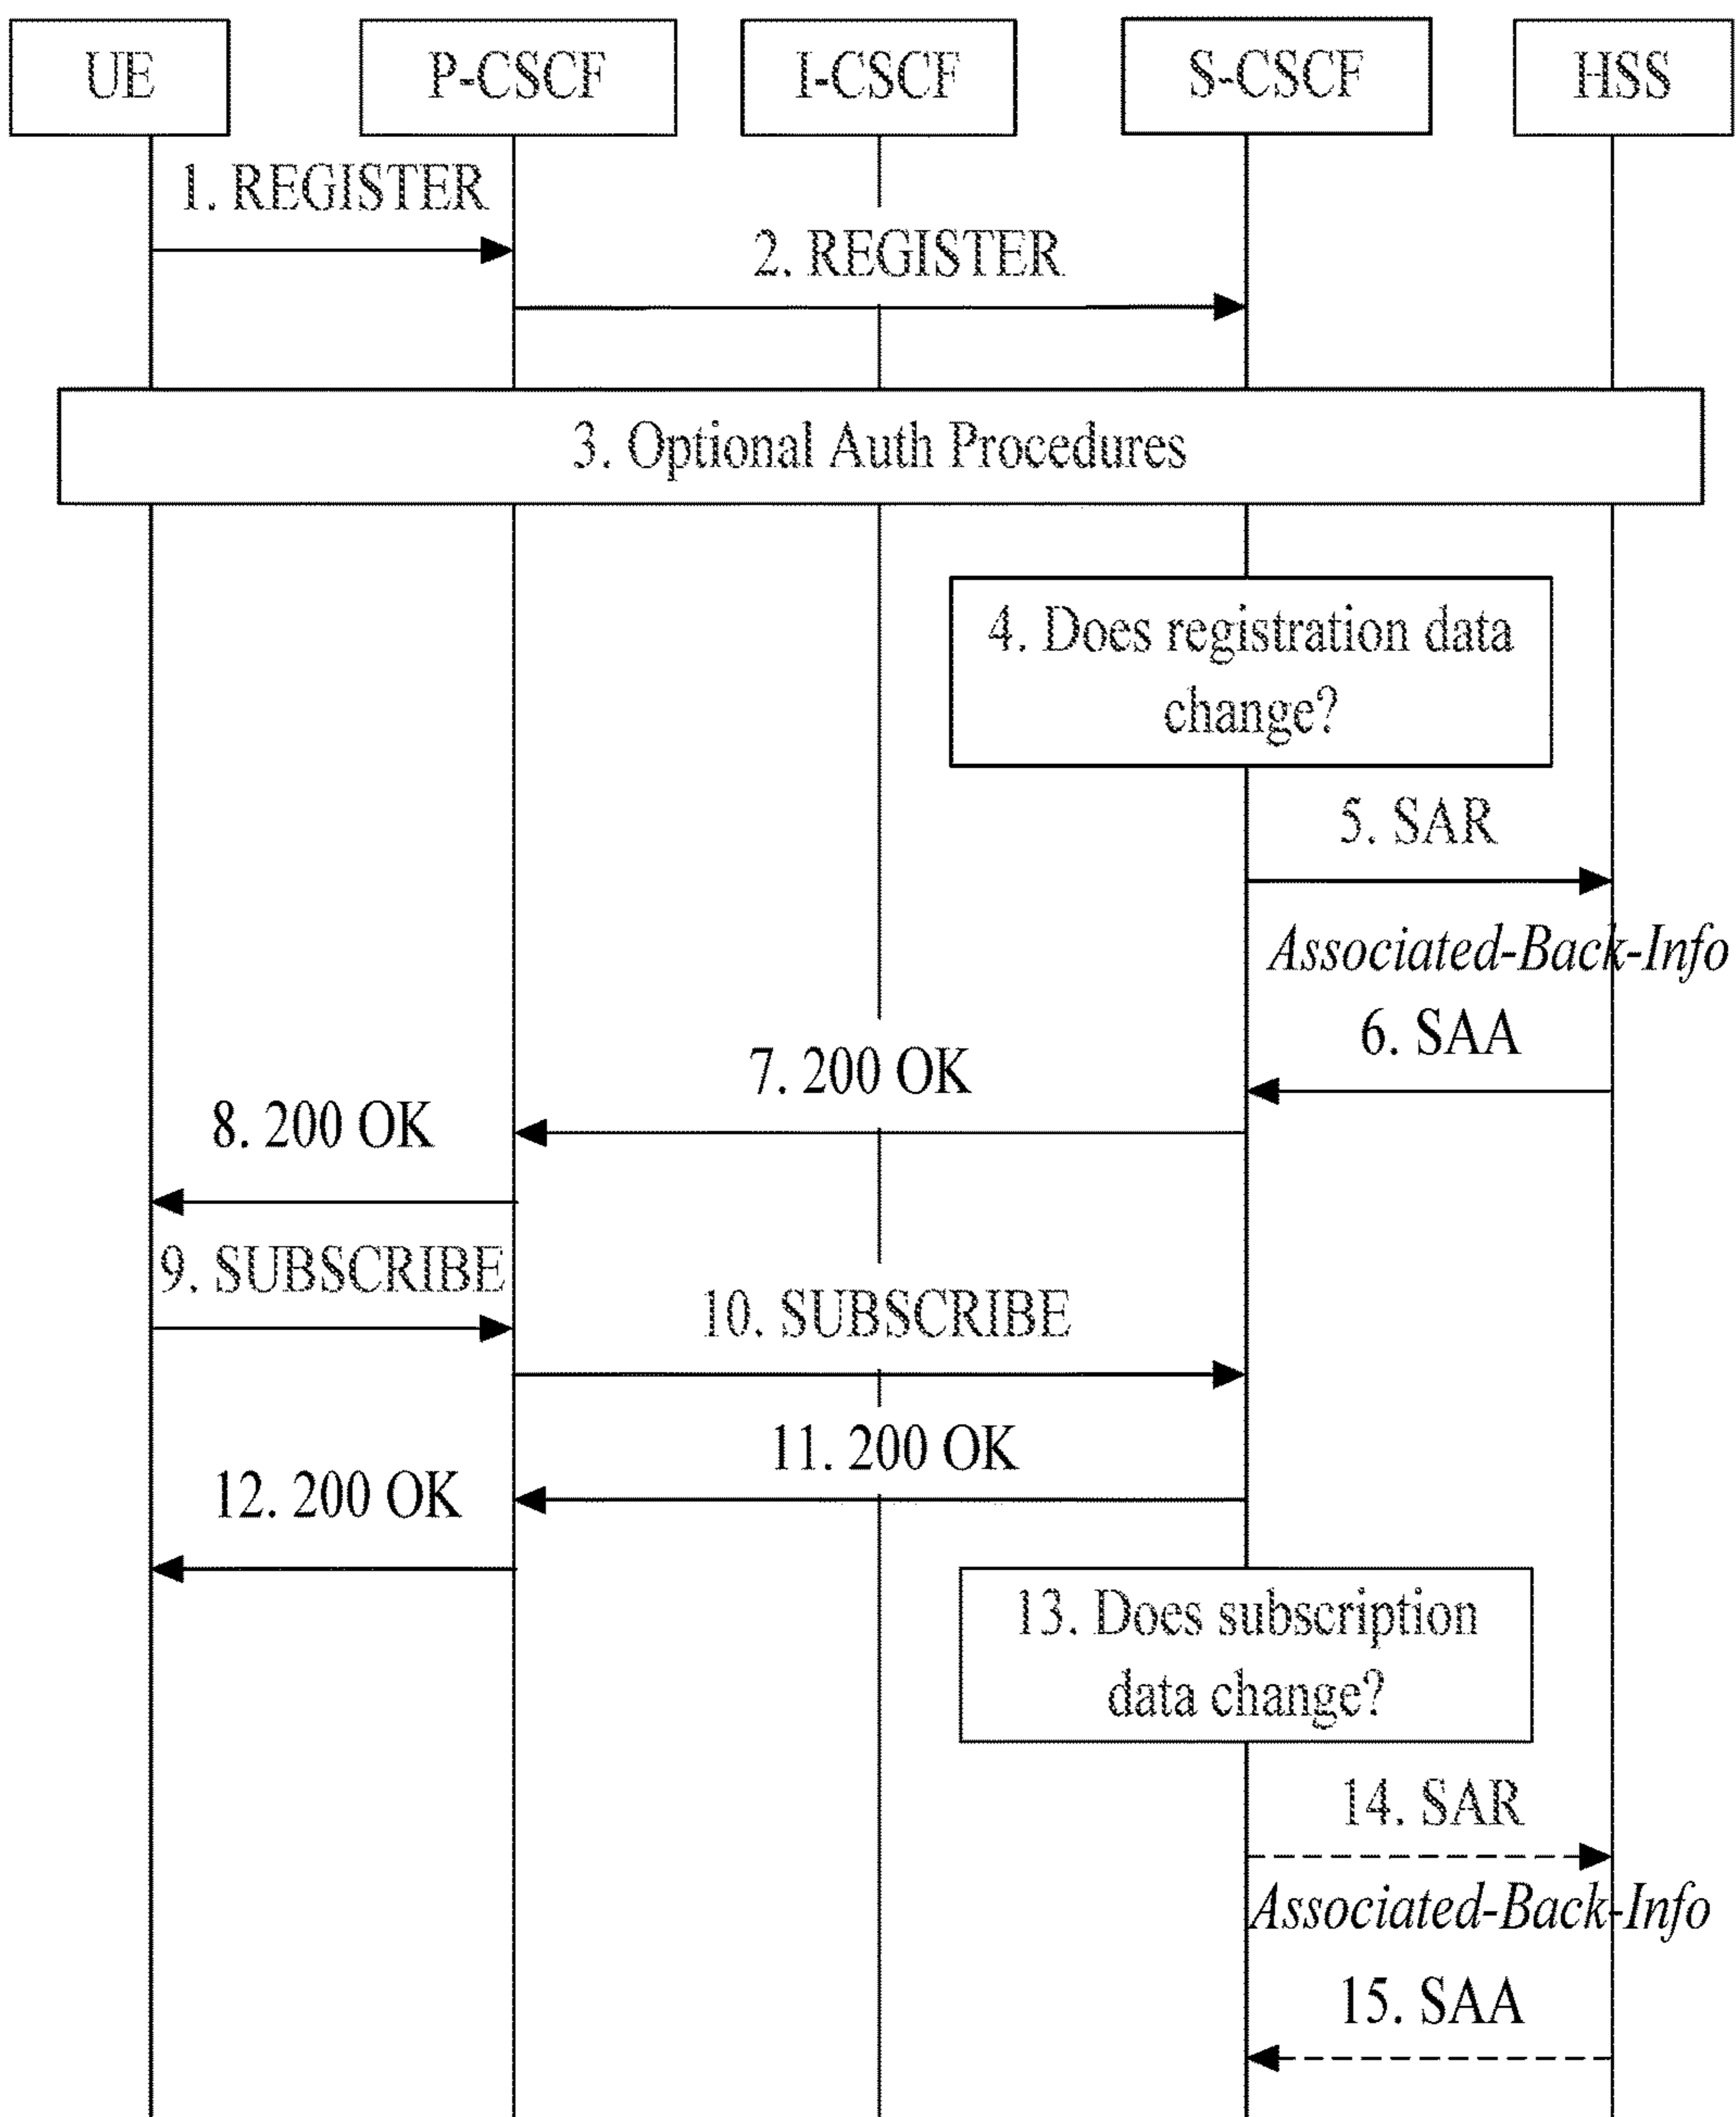 UE
P-CSCF
I-CSCF
S-CSCF
HSS
1. REGISTER
2. REGISTER
3. Optional Auth Procedures
4. Does registration data
change?
5. SAR
Associated-Back-Info
6. SAA
7. 200 OK
8. 200 OK
9. SUBSCRIBE
10. SUBSCRIBE
11. 200 OK
12. 200 OK
13. Does subscription
data change?
14. SAR
Associated-Back-Info
15. SAA